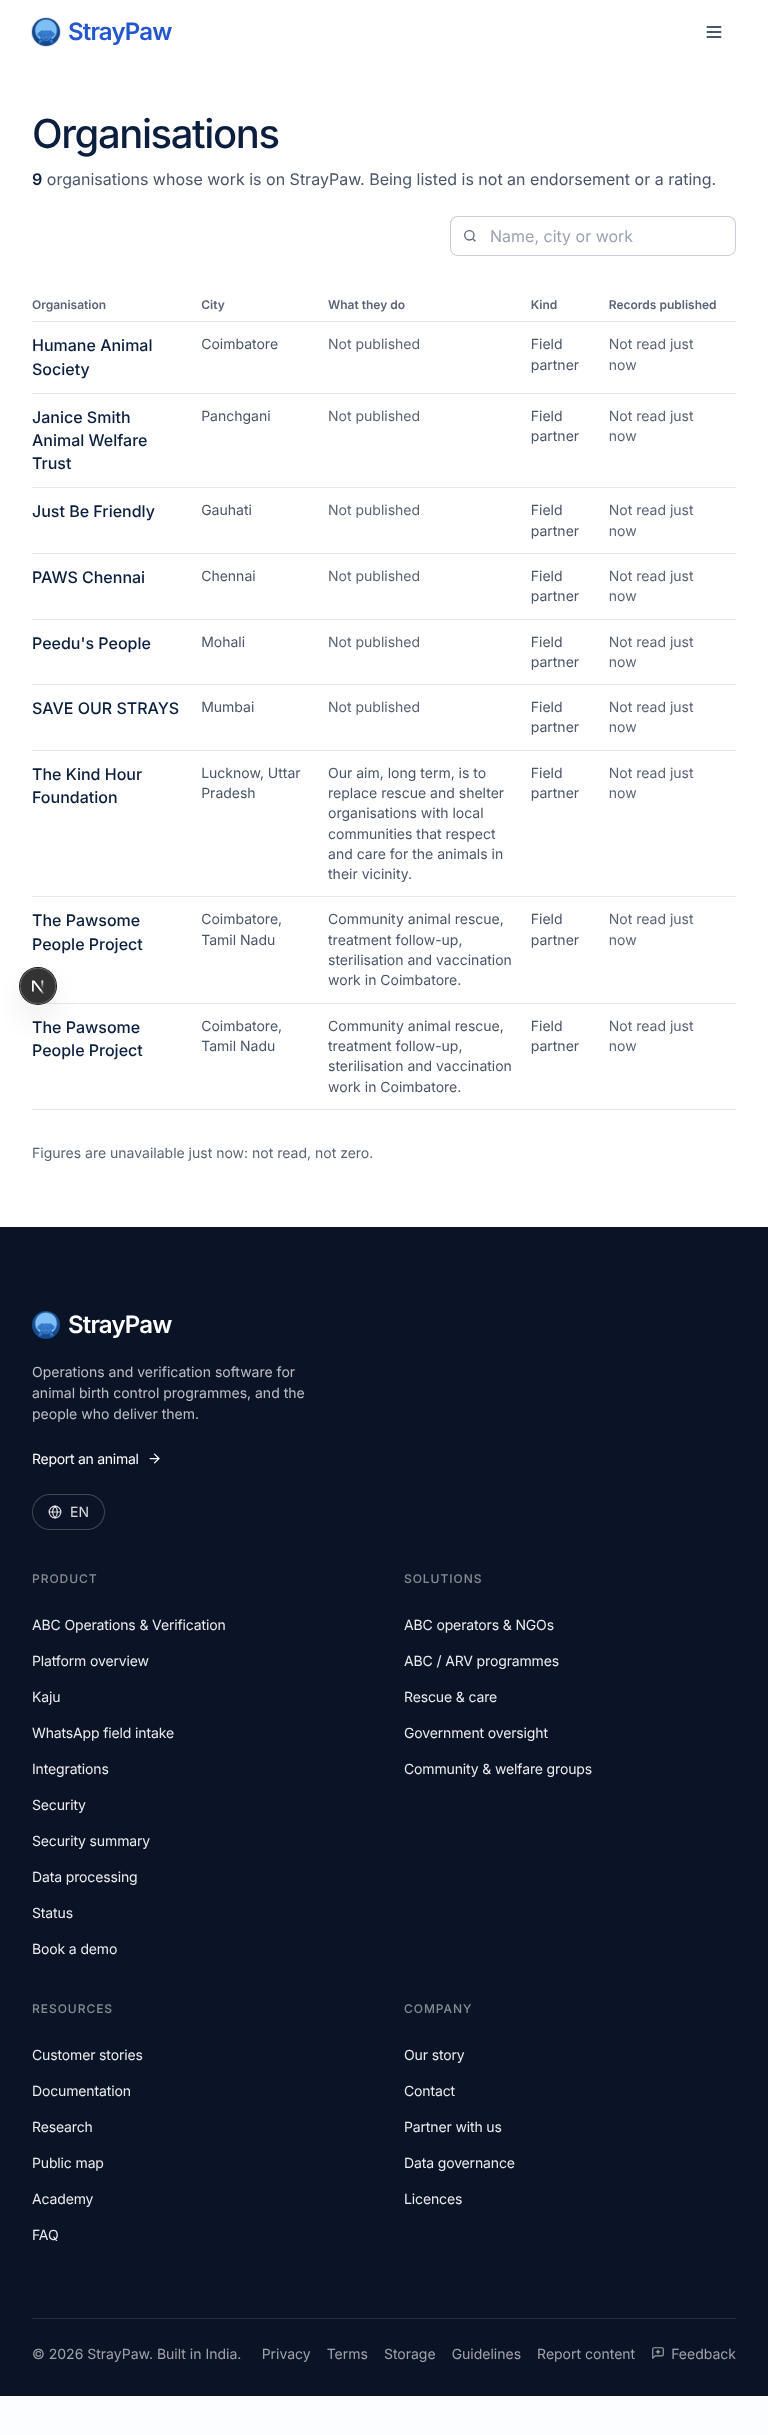 StrayPaw
Organisations
9 organisations whose work is on StrayPaw. Being listed is not an endorsement or a rating.
Name, city or work
Organisation City What they do Kind Records published
Humane Animal Coimbatore Not published Field Not read just
Society partner now
Janice Smith Panchgani Not published Field Not read just
Animal Welfare partner now
Trust
Just Be Friendly Gauhati Not published Field Not read just
partner now
PAWS Chennai Chennai Not published Field Not read just
partner now
Peedu's People Mohali Not published Field Not read just
partner now
SAVE OUR STRAYS Mumbai Not published Field Not read just
partner now
The Kind Hour Lucknow, Uttar Our aim, long term, is to Field Not read just
Foundation Pradesh replace rescue and shelter partner now
organisations with local
communities that respect
and care for the animals in
their vicinity.
The Pawsome Coimbatore, Community animal rescue, Field Not read just
People Project Tamil Nadu treatment follow-up, partner now
sterilisation and vaccination
work in Coimbatore.
N
The Pawsome Coimbatore, Community animal rescue, Field Not read just
People Project Tamil Nadu treatment follow-up, partner now
sterilisation and vaccination
work in Coimbatore.
Figures are unavailable just now: not read, not zero.
StrayPaw
Operations and verification software for
animal birth control programmes, and the
people who deliver them.
Report an animal →
EN
PRODUCT SOLUTIONS
ABC Operations & Verification ABC operators & NGOs
Platform overview ABC / ARV programmes
Kaju Rescue & care
WhatsApp field intake Government oversight
Integrations Community & welfare groups
Security
Security summary
Data processing
Status
Book a demo
RESOURCES COMPANY
Customer stories Our story
Documentation Contact
Research Partner with us
Public map Data governance
Academy Licences
FAQ
© 2026 StrayPaw. Built in India. Privacy Terms Storage Guidelines Report content Feedback